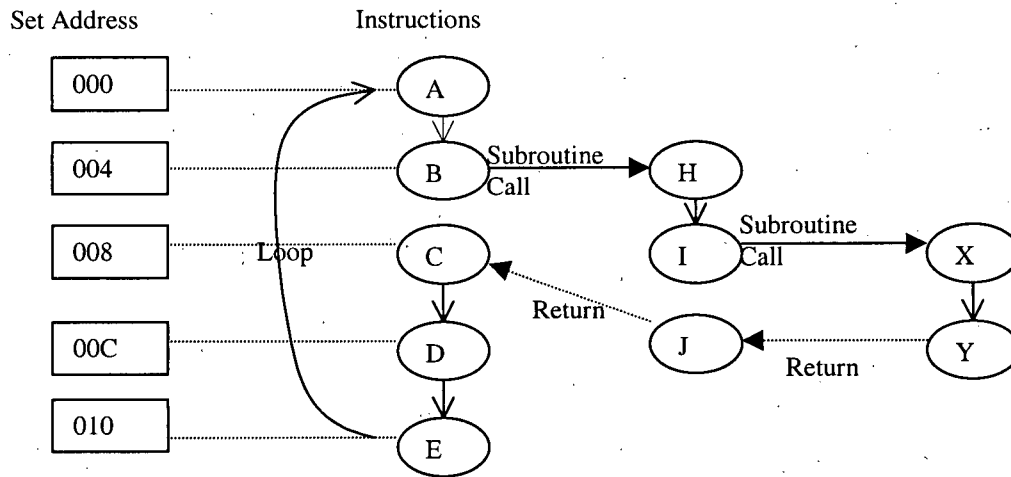 Set Address Instructions
000 A
004 B Subroutine Call H
008 Loop C I Subroutine Call X
Return
00C D J Return Y
010 E